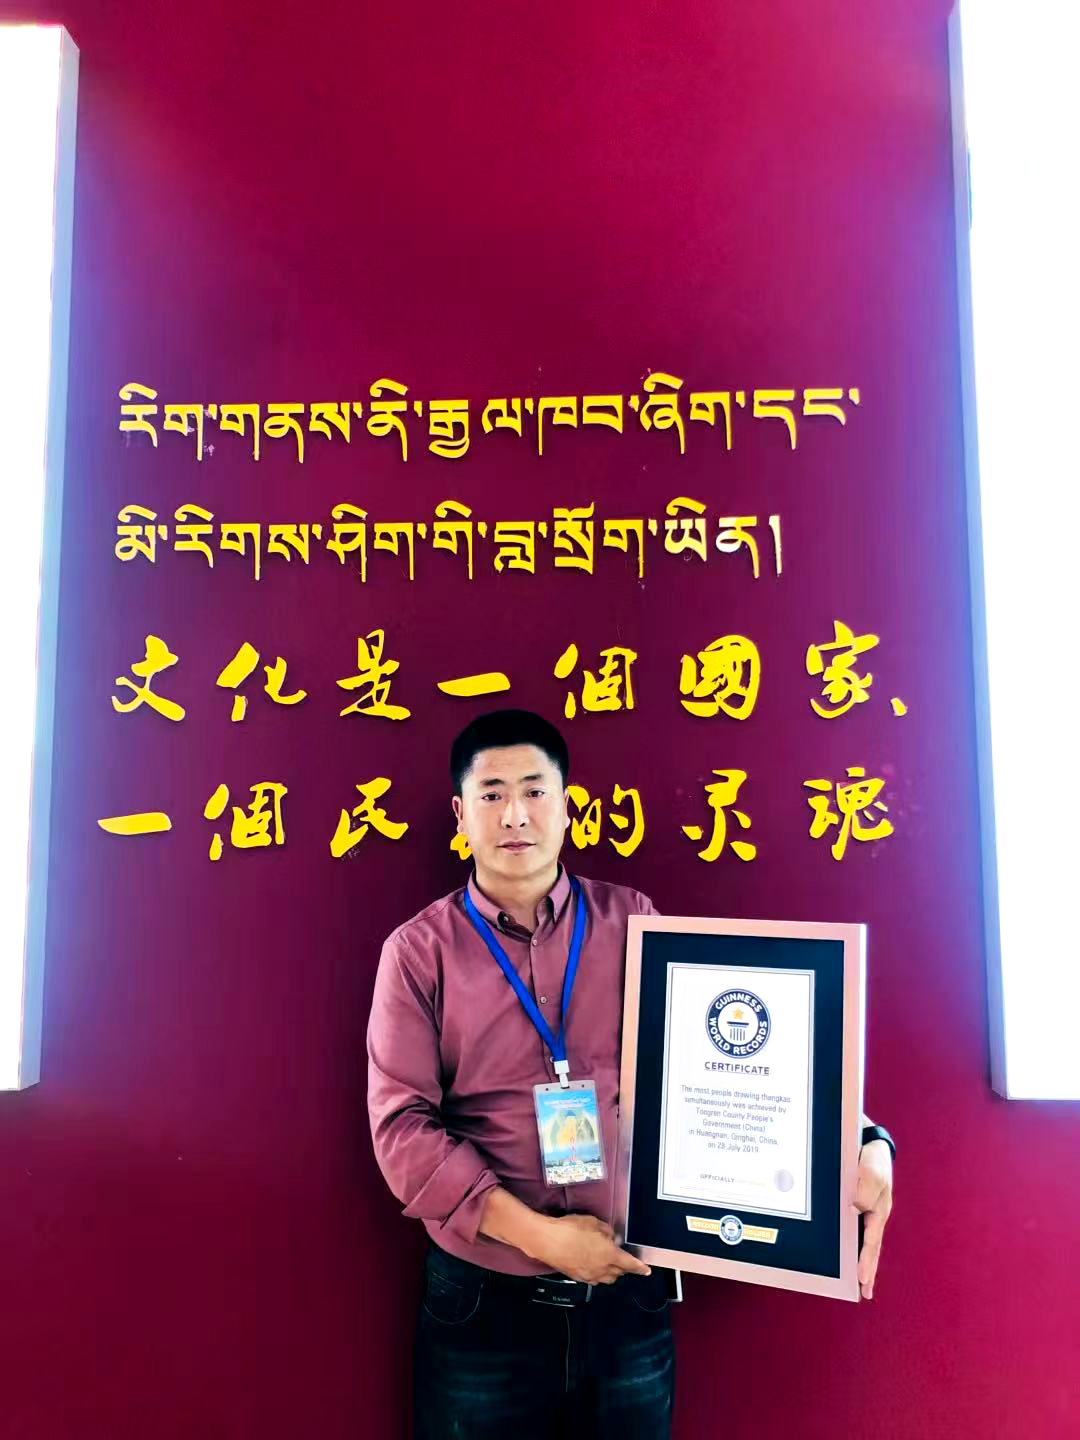 རིག་གནས་ནི་རྒྱལ་ཁབ་ཞིག་དང་
མི་རིགས་ཤིག་གི་བླ་སྲོག་ཡིན།
文化是一個國家、
一個民 的灵魂
GUINNESS
WORLD RECORDS
CERTIFICATE
The most people drawing thangkas
simultaneously was achieved by
Tongren County People's
Government (China)
in Huangnan, Qinghai, China
on 28 July 2019
OFFICIALLY